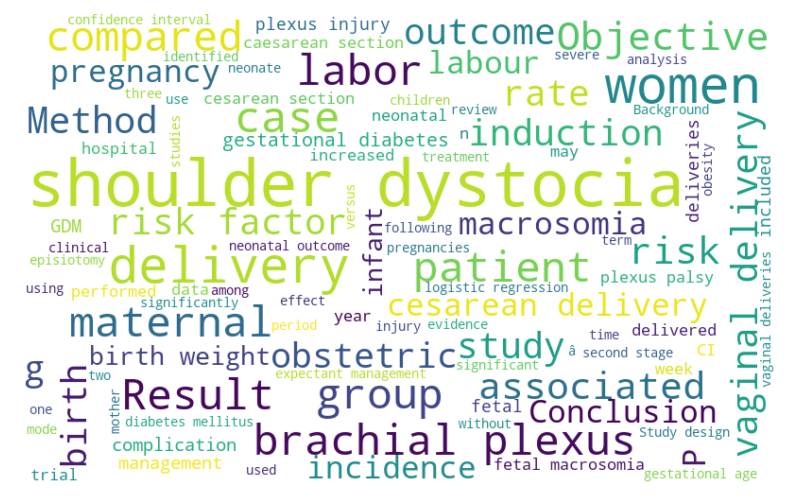 confidence interval
plexus injury
compared
caesarean section
outcome
Objective
identified
labor
labour
severe
analysis
pregnancy
neonate
women
three
use
cesarean section
children
rate
Background
Method
case
neonatal
review
n
induction
hospital
studies
gestational diabetes
increased
treatment
may
deliveries
obesity
shoulder dystocia
vaginal delivery
included
GDM
risk factor
versus
infant
following
macrosomia
clinical
neonatal outcome
pregnancies
term
risk
episiotomy
delivery
patient
plexus palsy
using
performed
data
among
logistic regression
significantly
effect
cesarean delivery
maternal
period
year
injury
evidence
time
delivered
vaginal deliveries
g
birth weight
obstetric
study
â
second stage
CI
two
expectant management
significant
week
birth
Result
group
associated
one
mother
diabetes mellitus
without
fetal
Conclusion
mode
complication
brachial plexus
Study design
P
trial
management
used
incidence
fetal macrosomia
gestational age